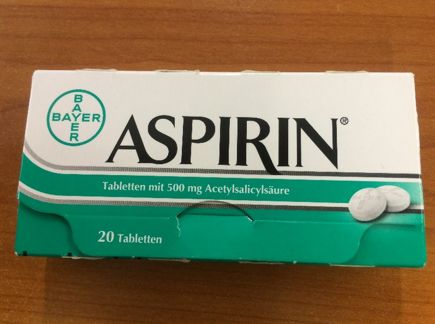 BAYER
BAYER
ASPIRIN®
Tabletten mit 500 mg Acetylsalicylsäure
20 Tabletten